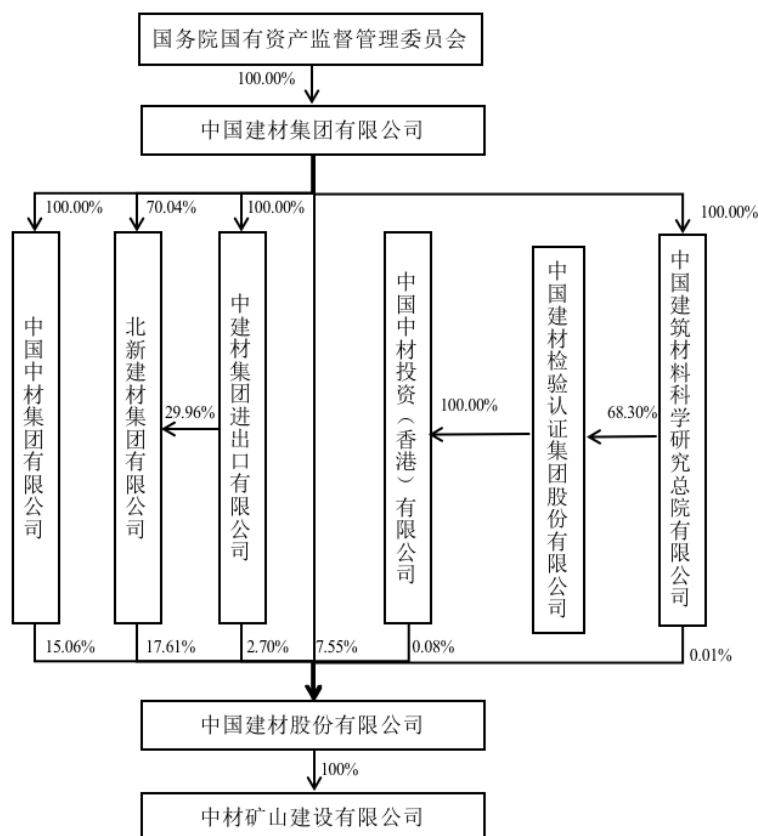 国务院国有资产监督管理委员会
100.00%
中国建材集团有限公司
100.00%
70.04%
100.00%
100.00%
中国中材集团有限公司
北新建材集团有限公司
29.96%
中建材集团进出口有限公司
中国中材投资（香港）有限公司
100.00%
中国建材检验认证集团股份有限公司
68.30%
中国建筑材料科学研究总院有限公司
15.06%
17.61%
2.70%
7.55%
0.08%
0.01%
中国建材股份有限公司
100%
中材矿山建设有限公司